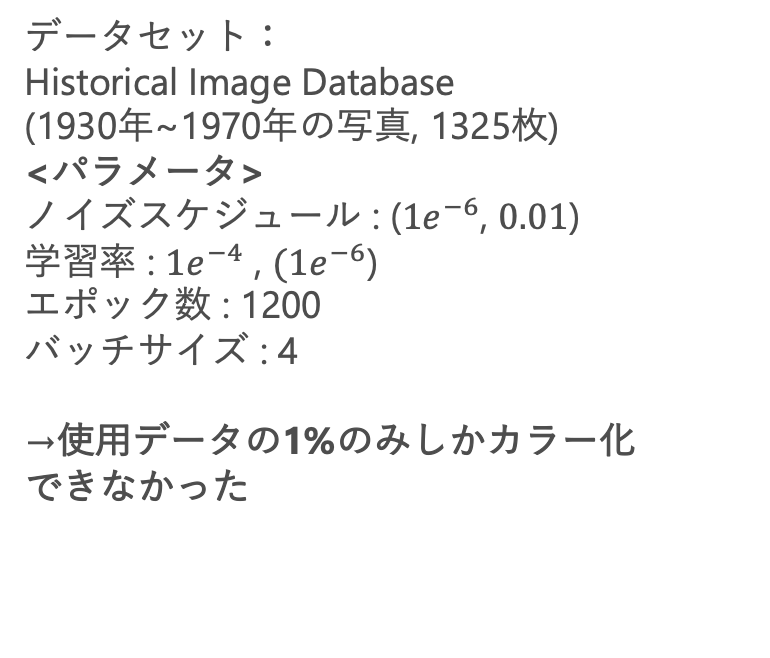 データセット：
Historical Image Database
(1930年~1970年の写真, 1325枚)
<パラメータ>
ノイズスケジュール : (1e⁻⁶, 0.01)
学習率 : 1e⁻⁴ , (1e⁻⁶)
エポック数 : 1200
バッチサイズ : 4
→使用データの1%のみしかカラー化
できなかった